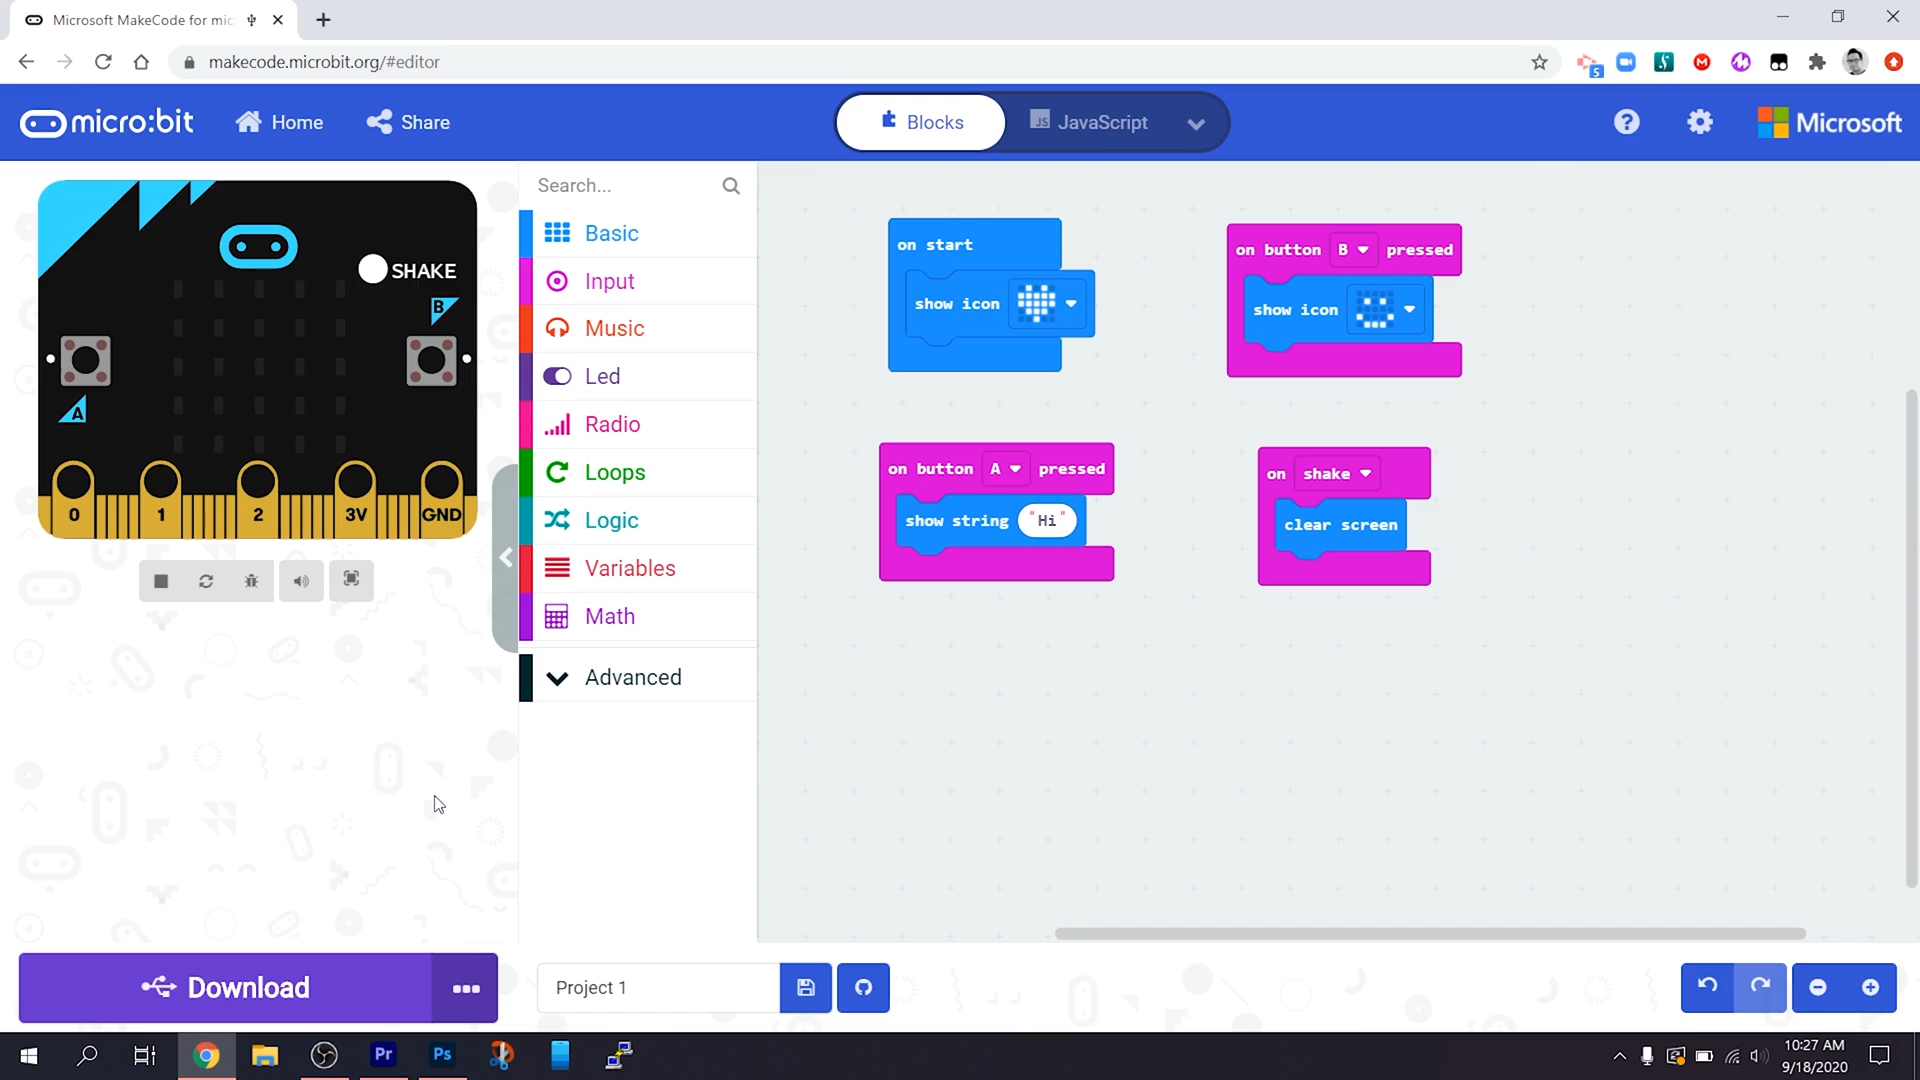 Microsoft MakeCode for mic
makecode.microbit.org/#editor
5
micro:bit
Home
Share
Blocks
JS
JavaScript
?
Microsoft
SHAKE
B
A
0
1
2
3V
GND
Search...
Basic
Input
Music
Led
Radio
Loops
Logic
Variables
Math
Advanced
on start
show icon
on button B pressed
show icon
on button A pressed
show string "Hi"
on shake
clear screen
Download
Project 1
Pr
Ps
10:27 AM
9/18/2020